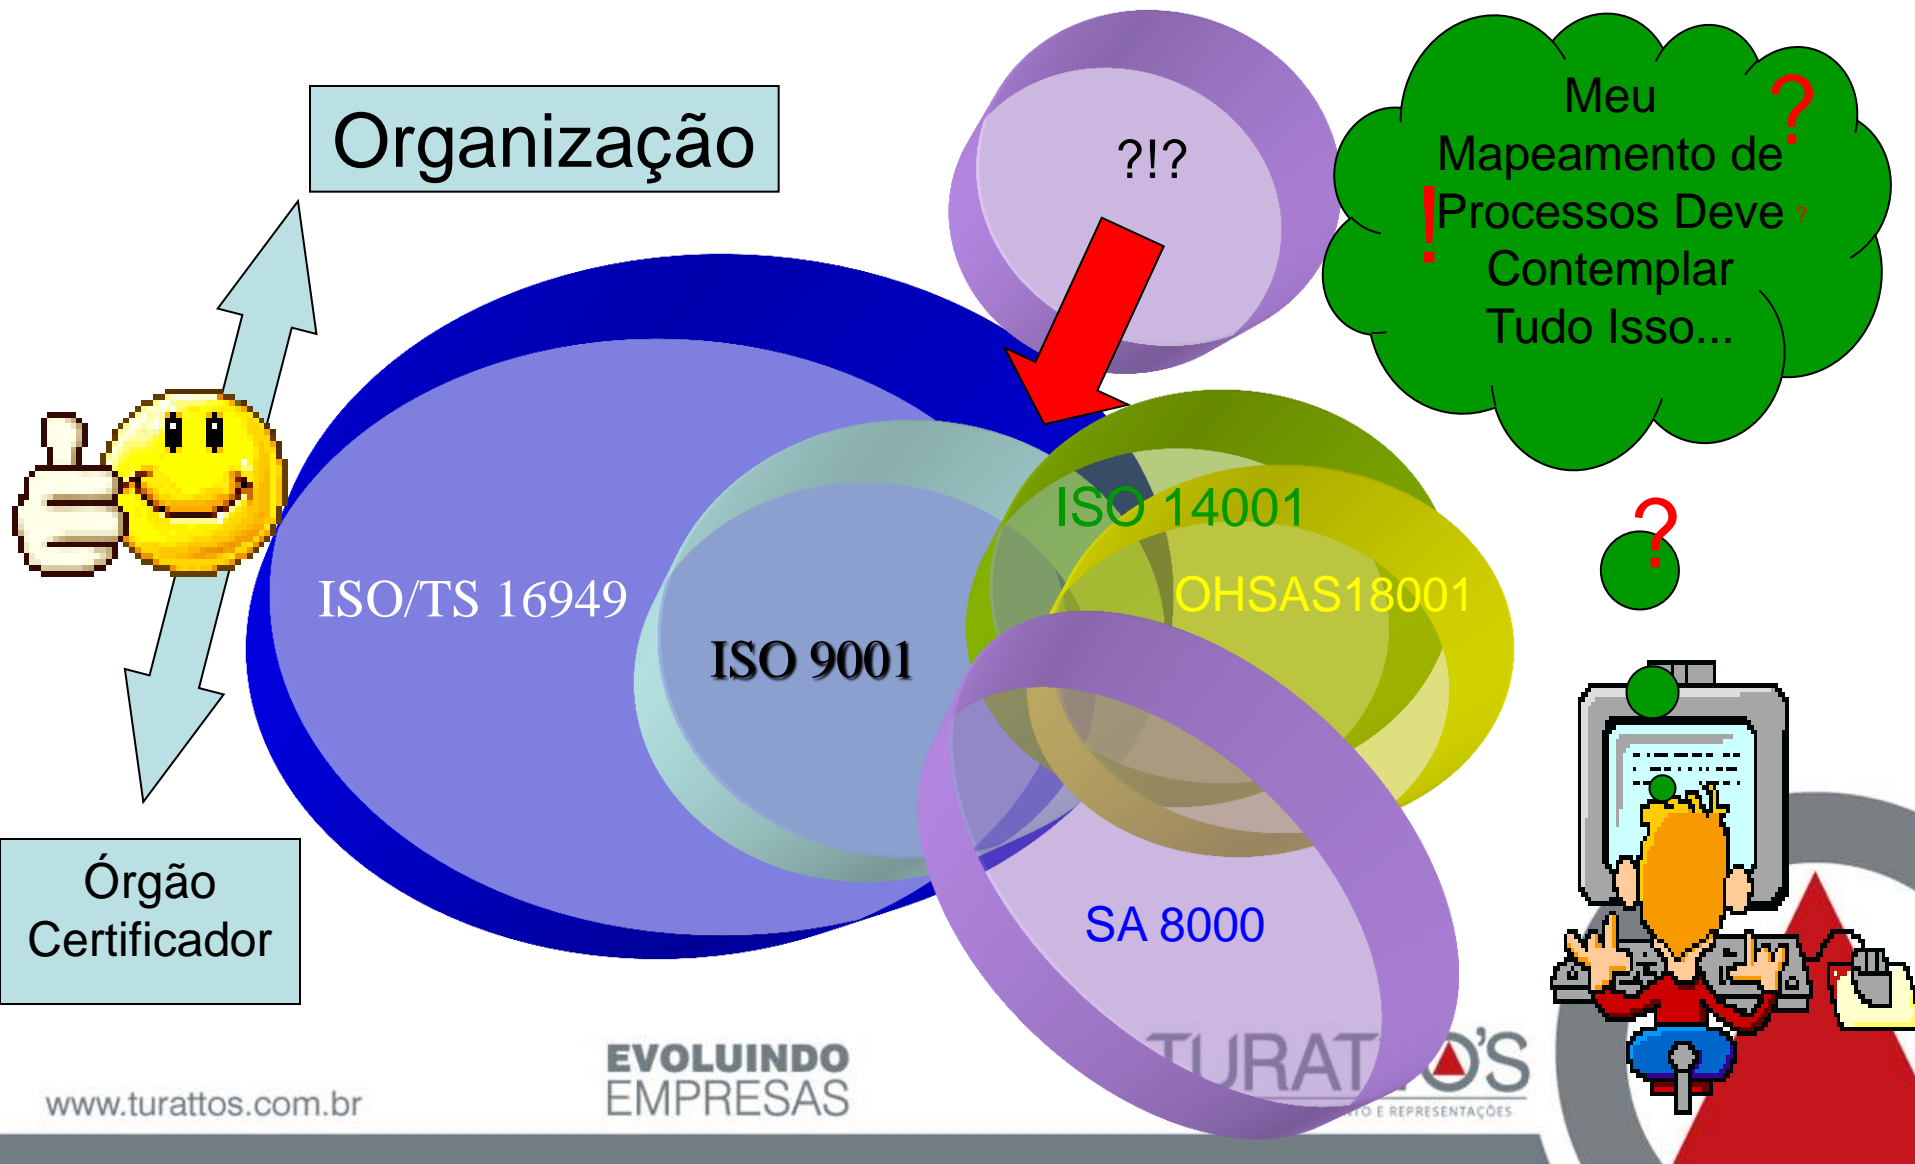 Organização
?!?
Meu
Mapeamento de
Processos Deve
Contemplar
Tudo Isso...
?
!
?
?
ISO 14001
OHSAS18001
ISO/TS 16949
ISO 9001
SA 8000
Órgão
Certificador
www.turattos.com.br
EVOLUINDO
EMPRESAS
E REPRESENTAÇÕES